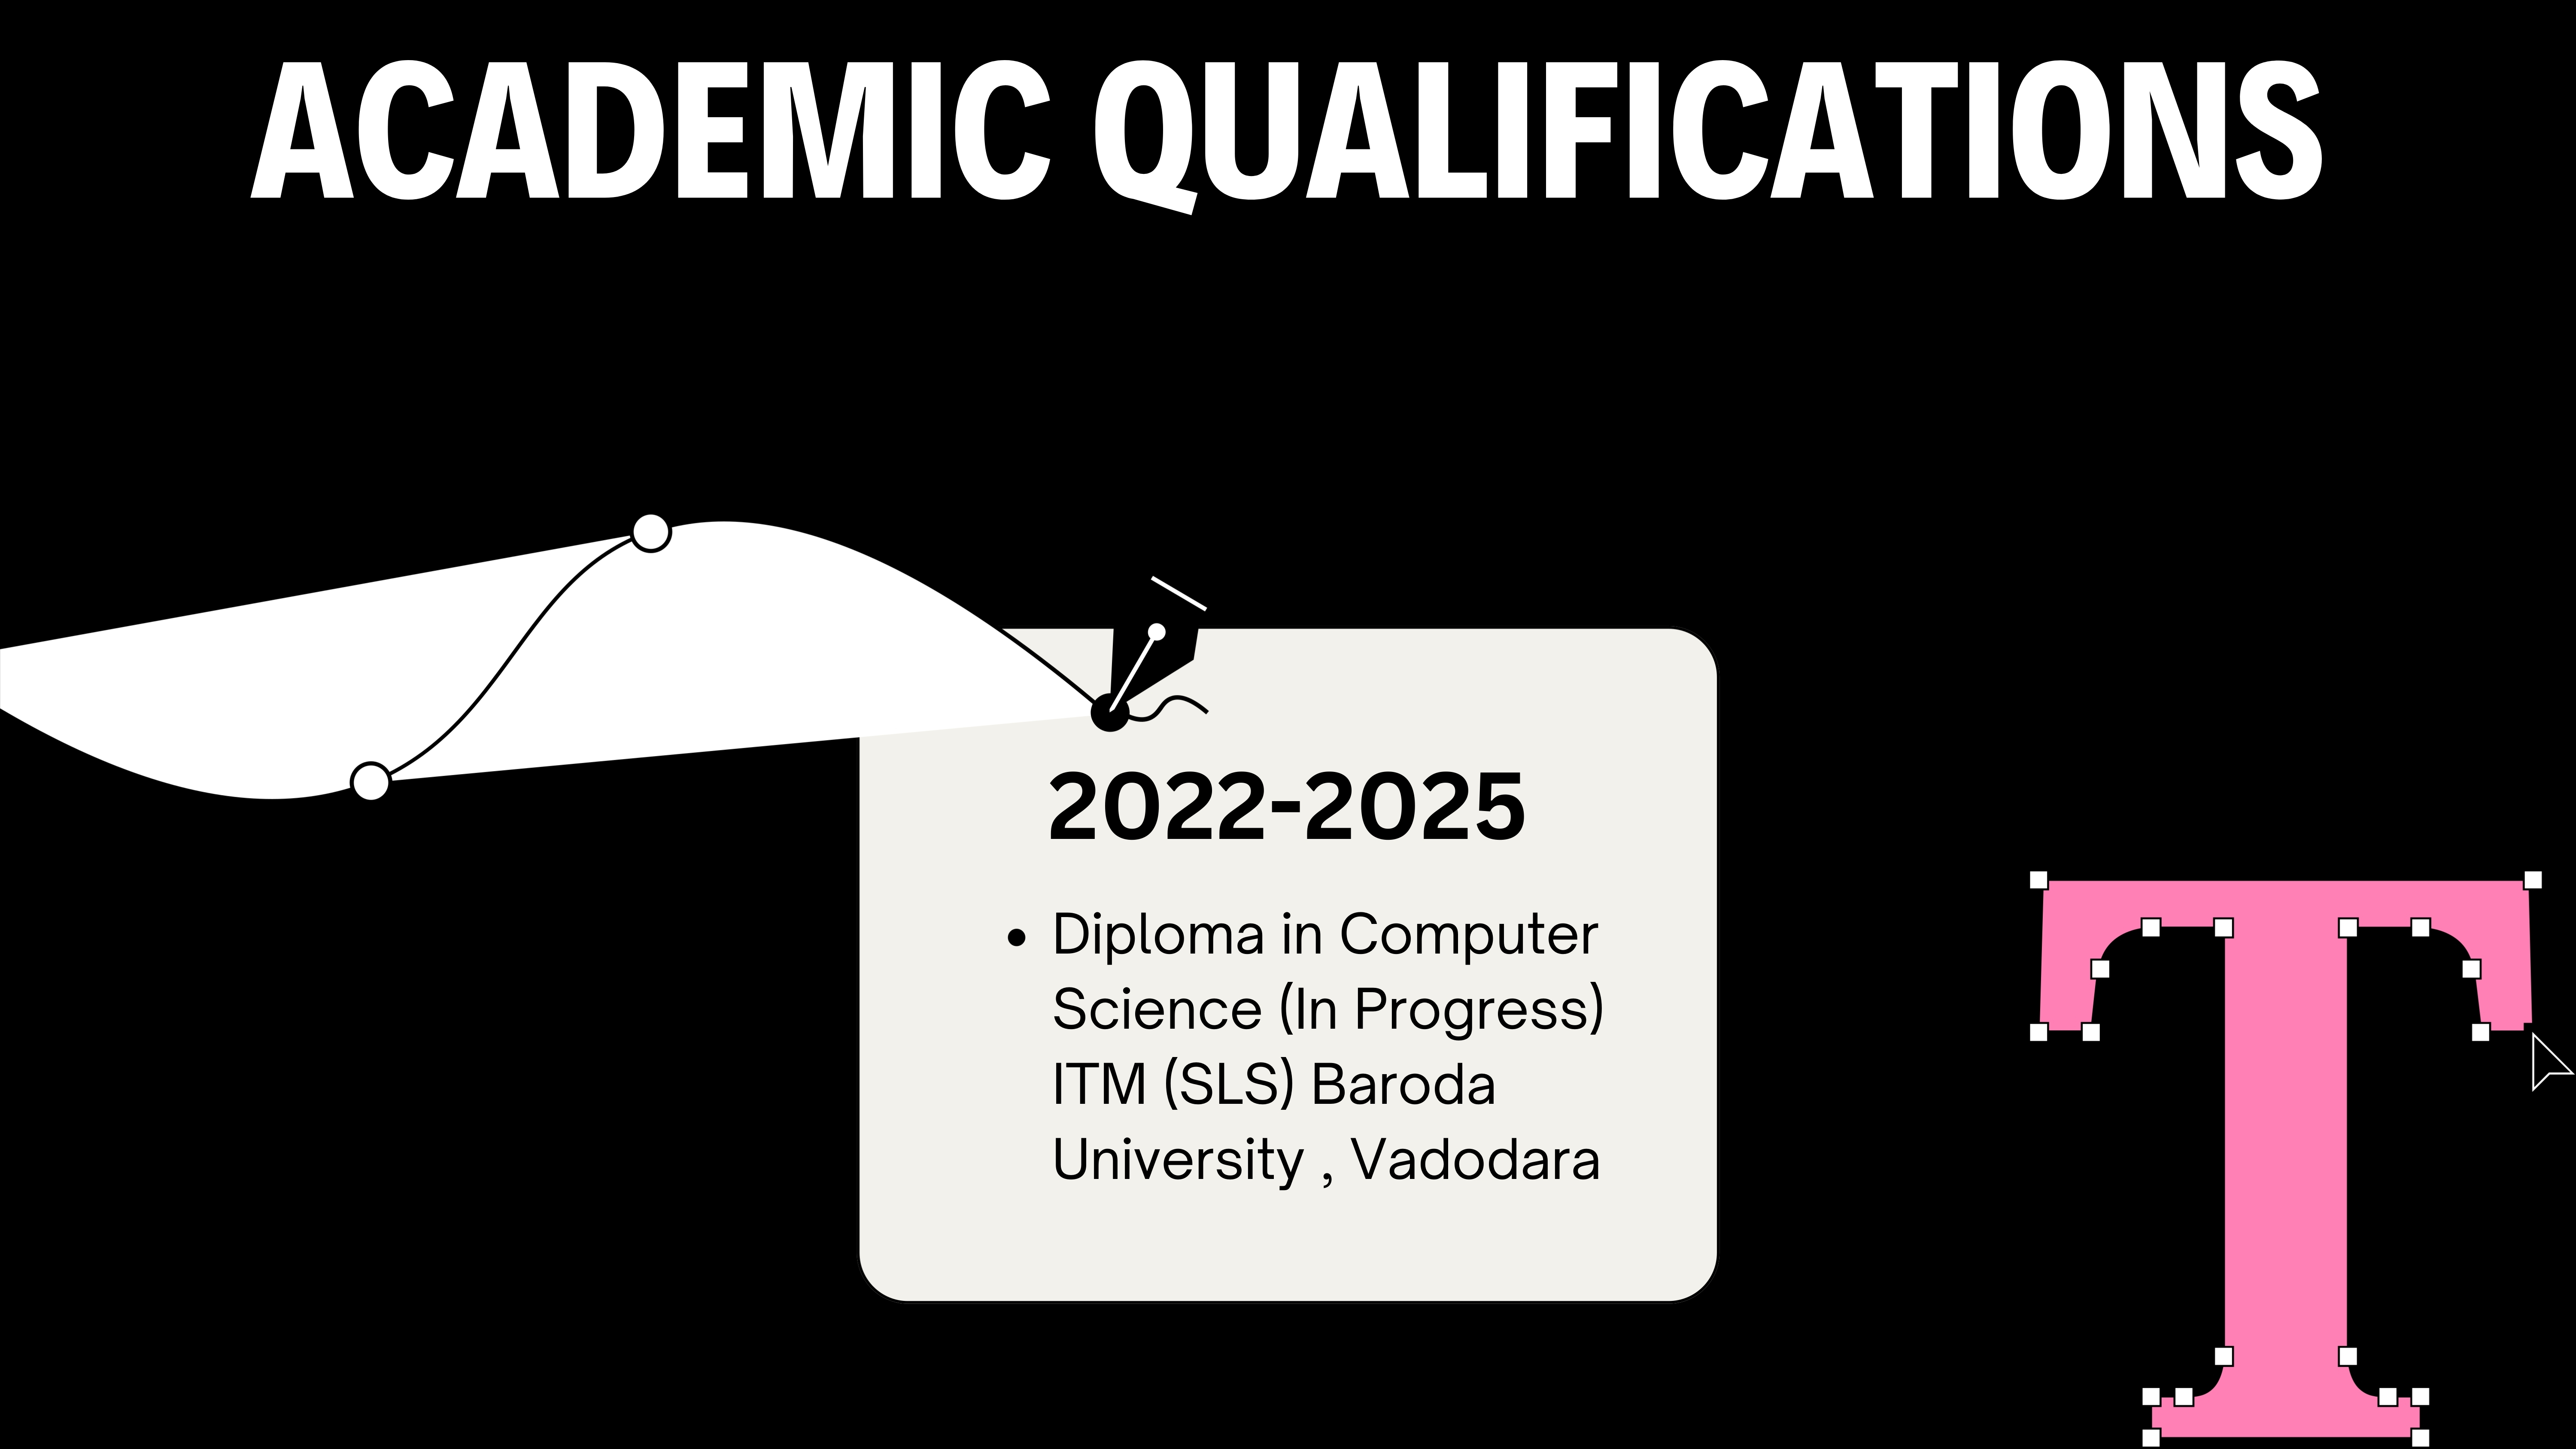 ACADEMIC QUALIFICATIONS
2022-2025
• Diploma in Computer
Science (In Progress)
ITM (SLS) Baroda
University , Vadodara
T